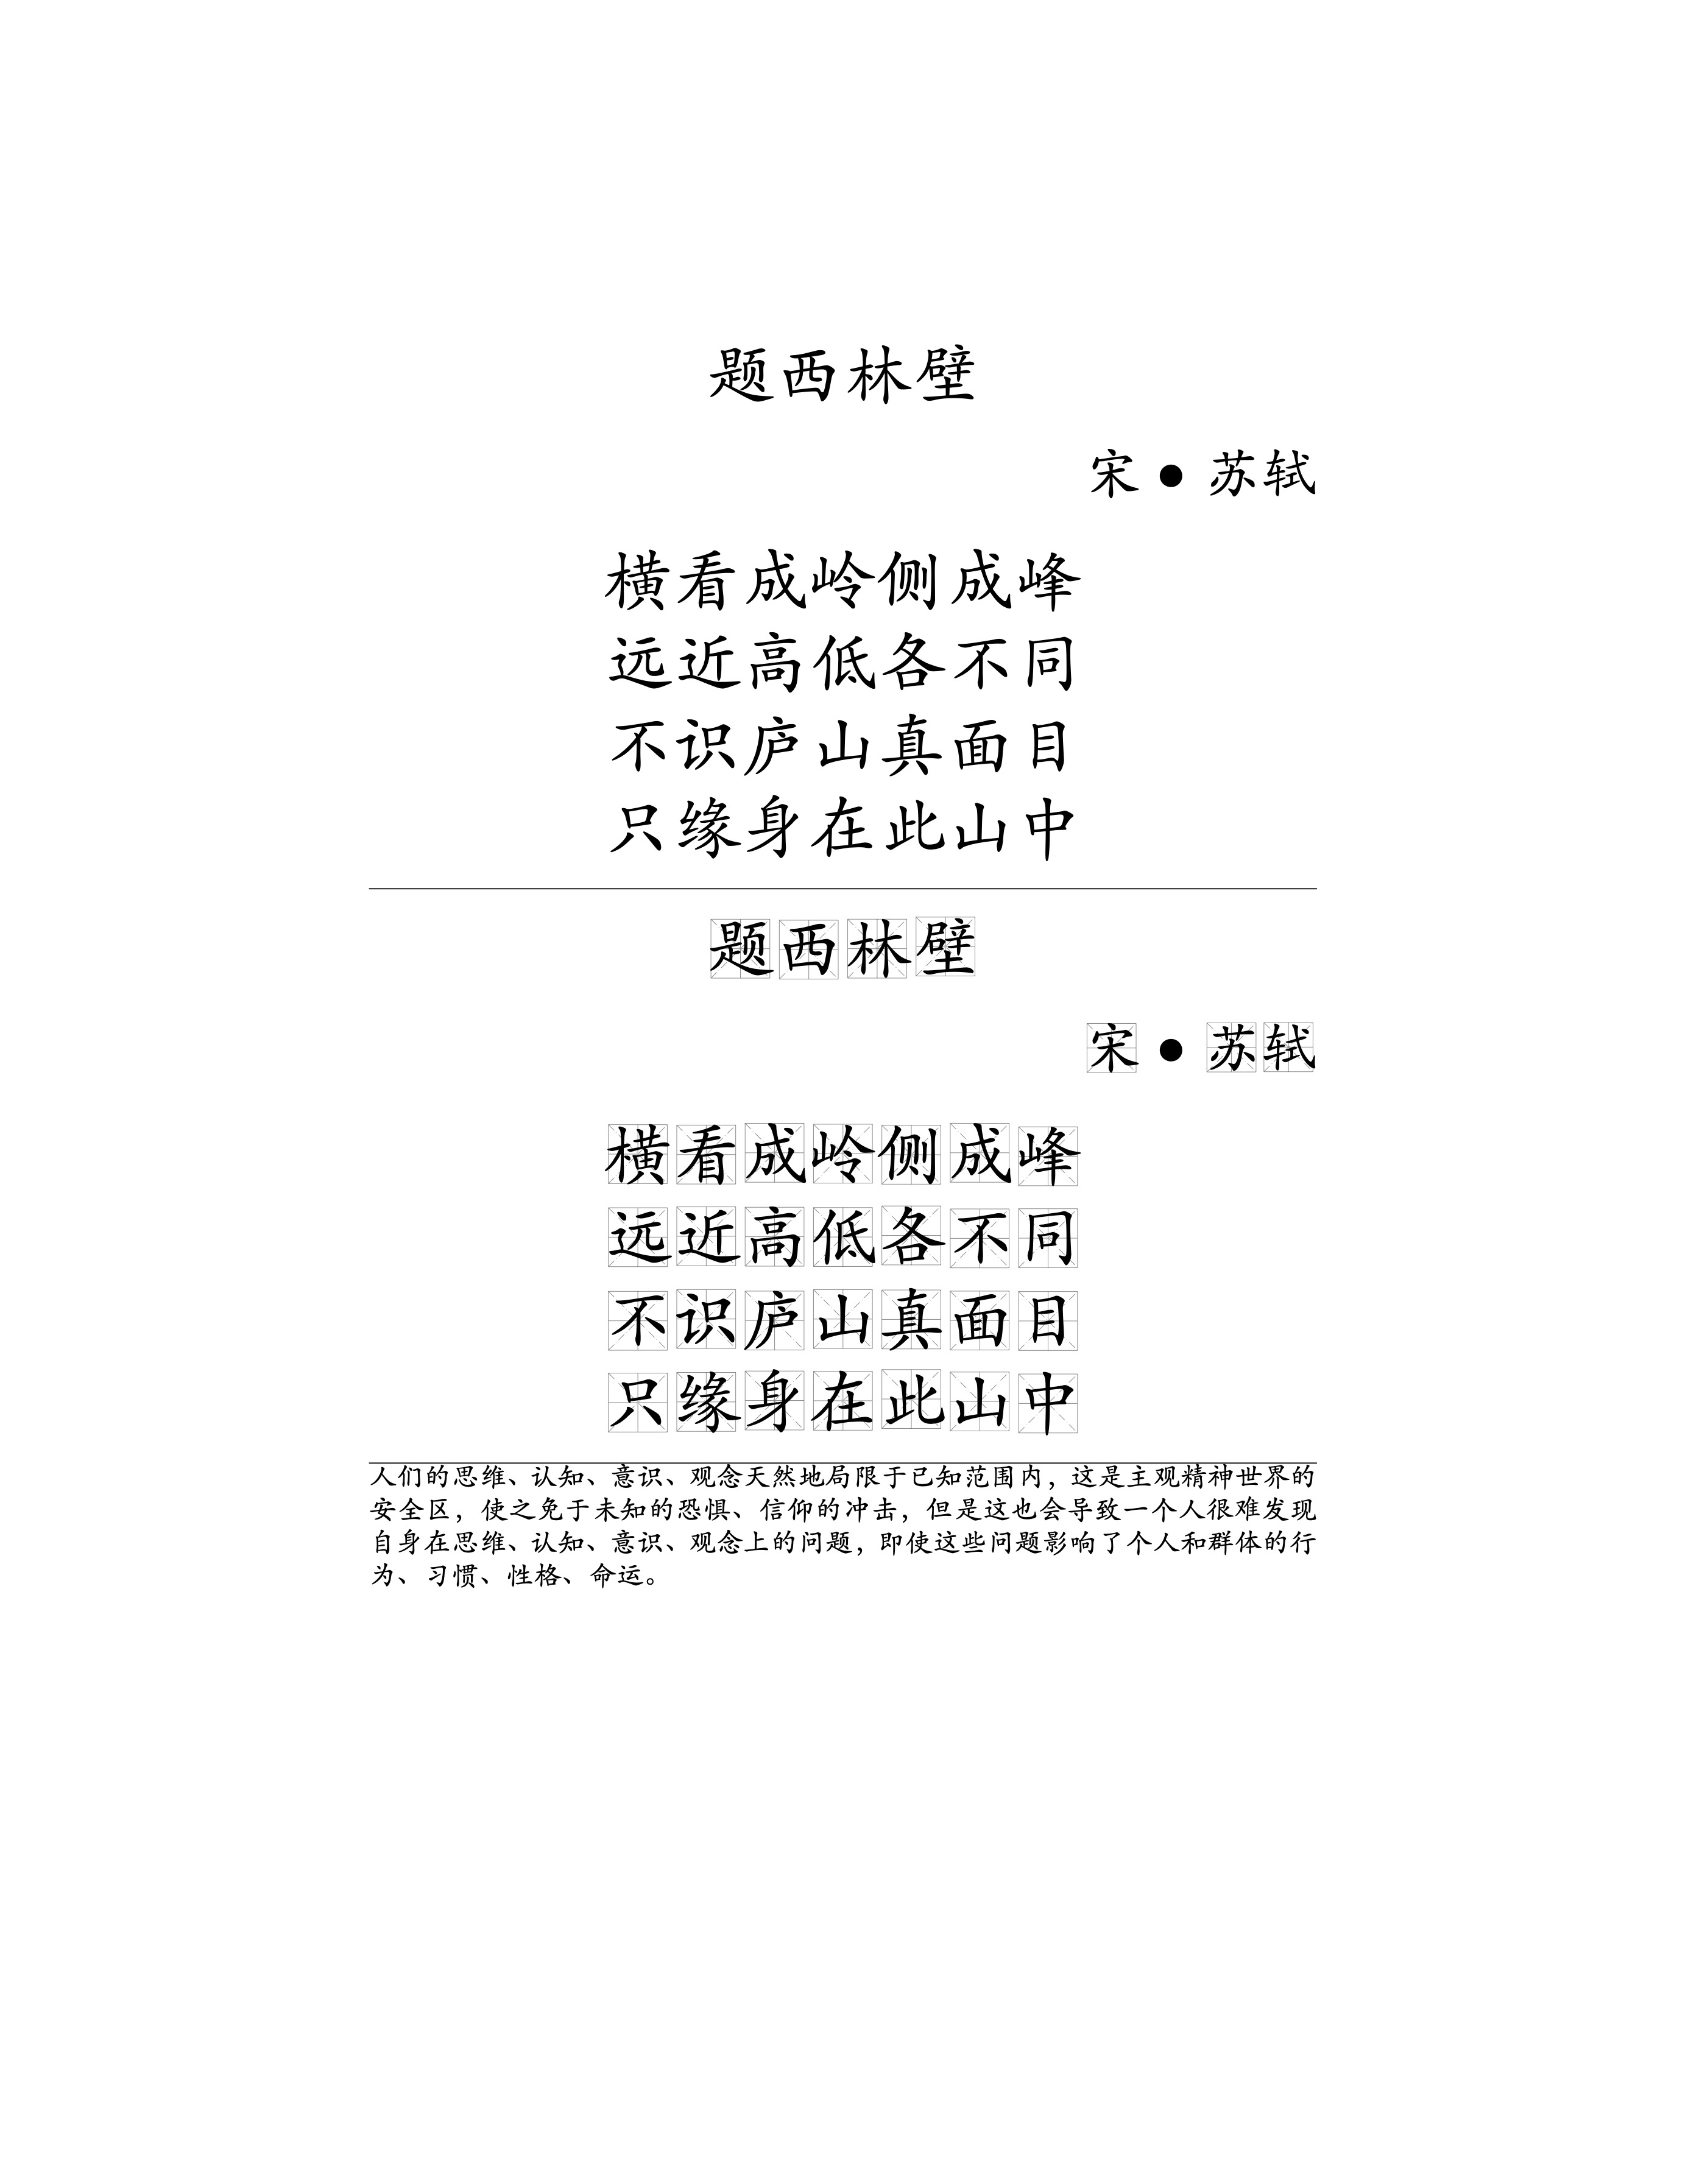 题西林壁
宋 ● 苏轼
横看成岭侧成峰
远近高低各不同
不识庐山真面目
只缘身在此山中
题西林壁
宋 ● 苏轼
横看成岭侧成峰
远近高低各不同
不识庐山真面目
只缘身在此山中
人们的思维、认知、意识、观念天然地局限于已知范围内，这是主观精神世界的
安全区，使之免于未知的恐惧、信仰的冲击，但是这也会导致一个人很难发现
自身在思维、认知、意识、观念上的问题，即使这些问题影响了个人和群体的行
为、习惯、性格、命运。